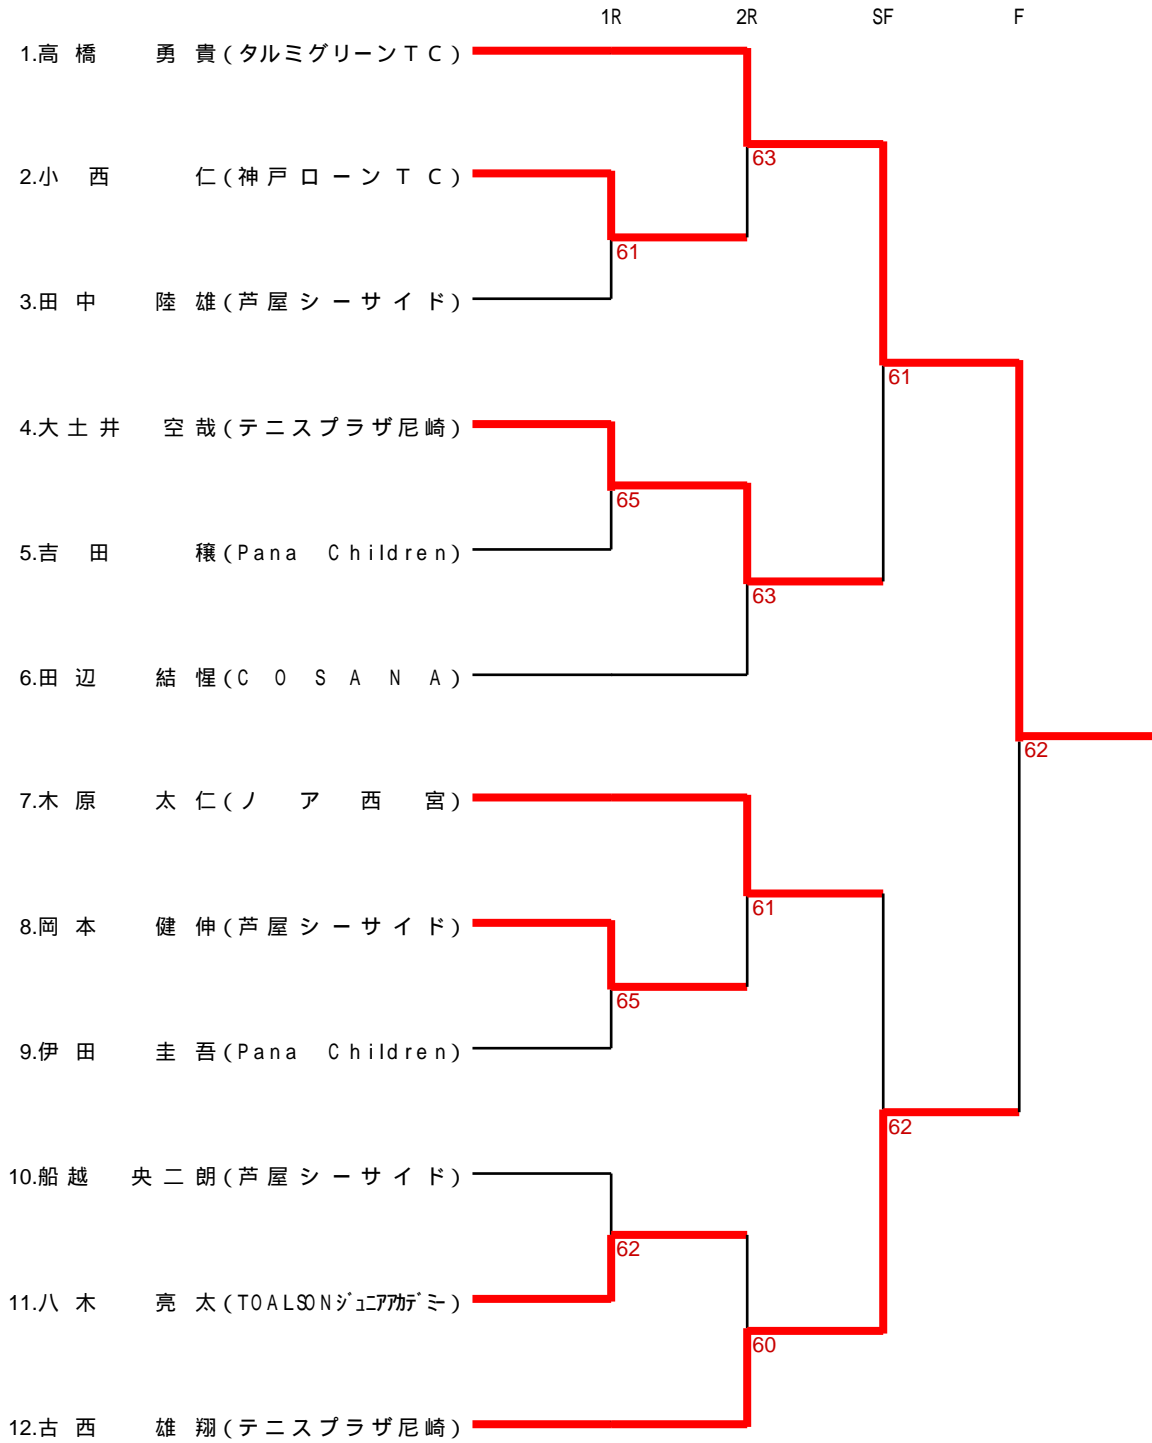 1R 2R SF F
1.高橋 勇貴(タルミグリーンTC)
63
2.小西 仁(神戸ローンTC)
61
3.田中 陸雄(芦屋シーサイド)
61
4.大土井 空哉(テニスプラザ尼崎)
65
5.吉田 穣(Pana Children)
63
6.田辺 結惺(COSANA)
62
7.木原 太仁(ノア西宮)
61
8.岡本 健伸(芦屋シーサイド)
65
9.伊田 圭吾(Pana Children)
62
10.船越 央二朗(芦屋シーサイド)
62
11.八木 亮太(TOALSONジュニアアカデミー)
60
12.古西 雄翔(テニスプラザ尼崎)